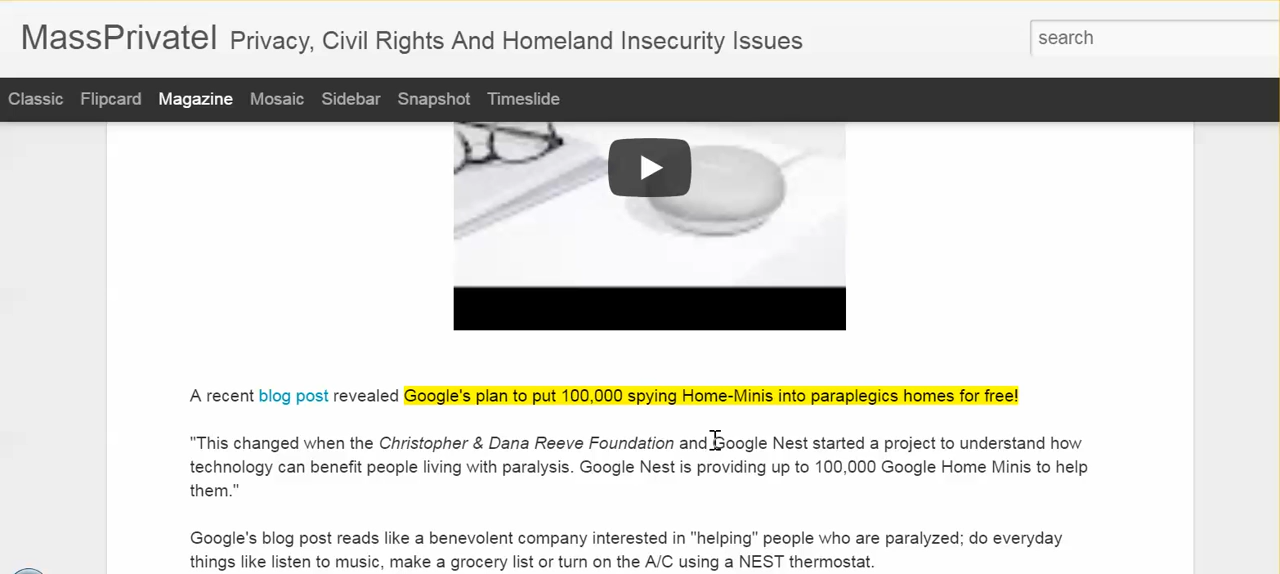 MassPrivateI Privacy, Civil Rights And Homeland Insecurity Issues
search
Classic Flipcard Magazine Mosaic Sidebar Snapshot Timeslide
A recent blog post revealed Google's plan to put 100,000 spying Home-Minis into paraplegics homes for free!
"This changed when the Christopher & Dana Reeve Foundation and Google Nest started a project to understand how
technology can benefit people living with paralysis. Google Nest is providing up to 100,000 Google Home Minis to help
them."
Google's blog post reads like a benevolent company interested in "helping" people who are paralyzed; do everyday
things like listen to music, make a grocery list or turn on the A/C using a NEST thermostat.